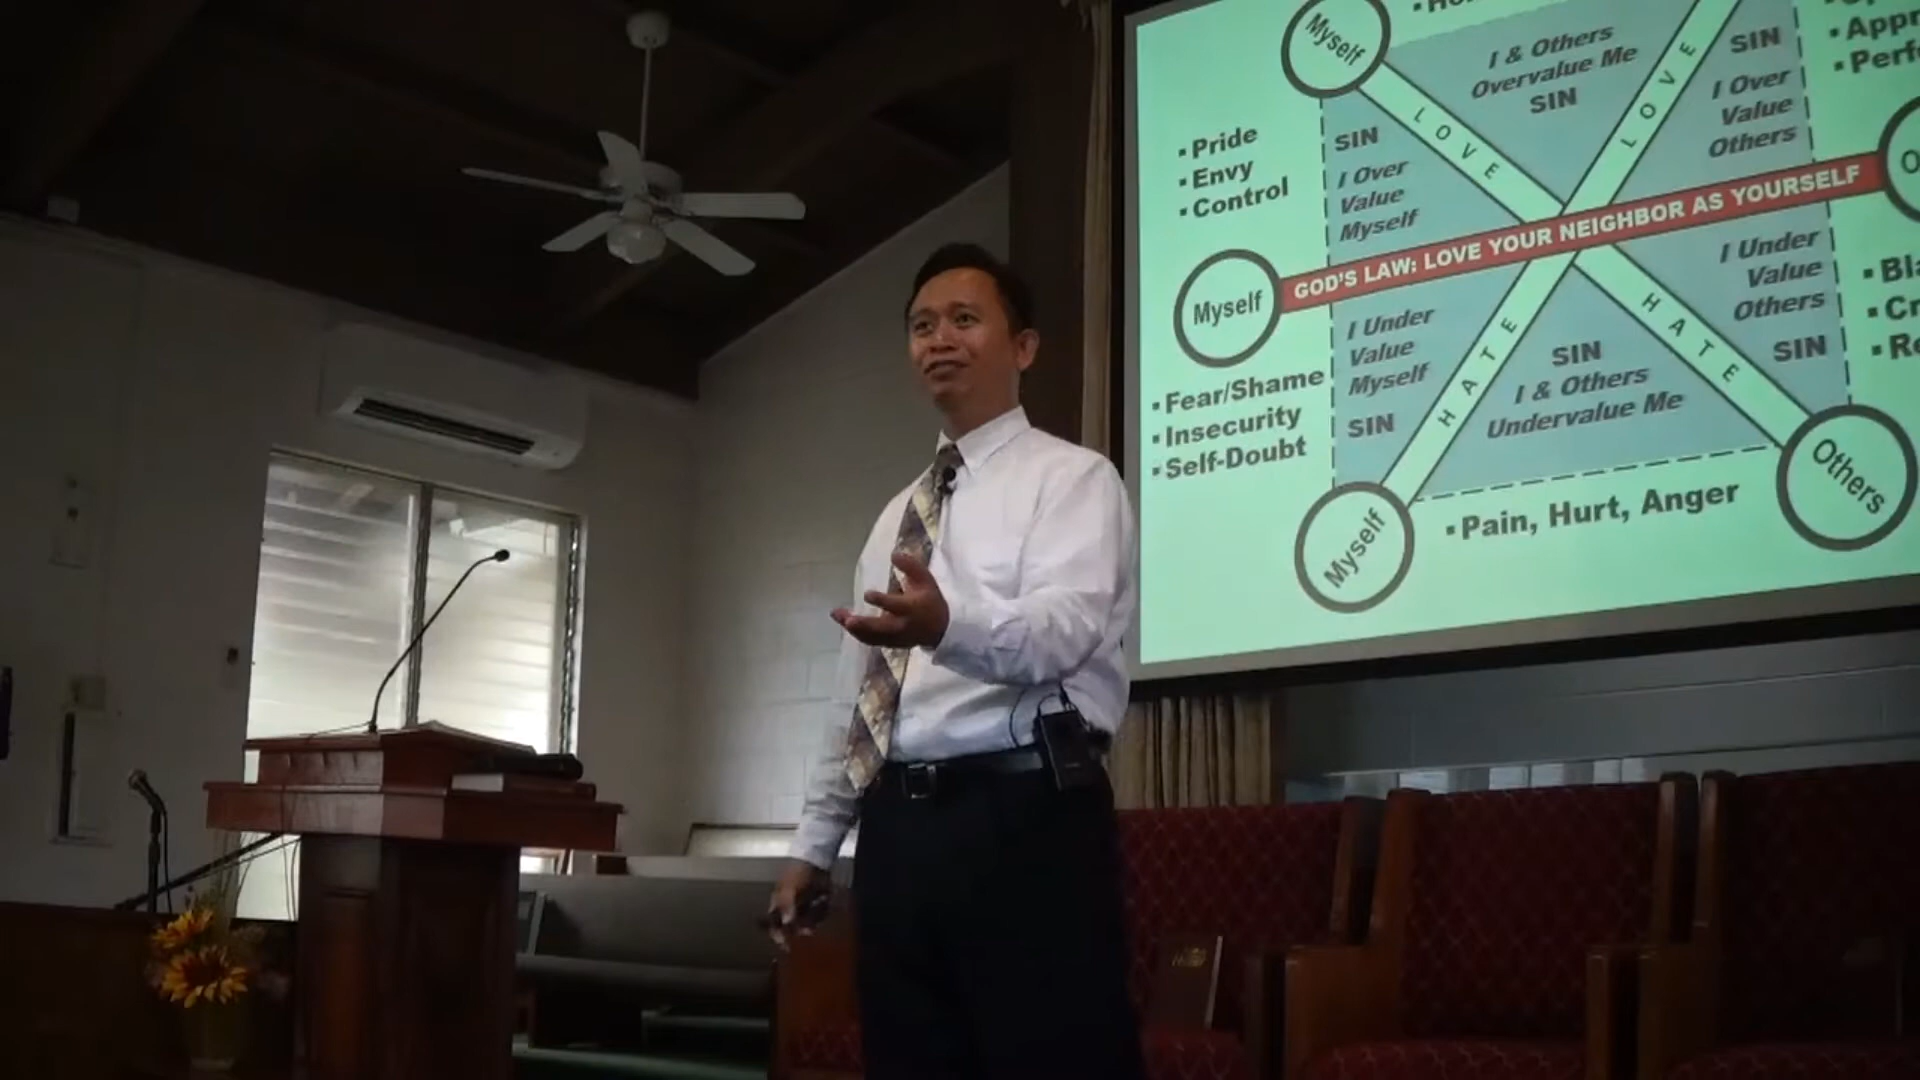 Myself
I & Others
Overvalue Me
SIN
LOVE
LOVE
SIN
I Over
Value
Others
▪ Pride
▪ Envy
▪ Control
SIN
I Over
Value
Myself
Myself
GOD'S LAW: LOVE YOUR NEIGHBOR AS YOURSELF
▪ Fear/Shame
▪ Insecurity
▪ Self-Doubt
I Under
Value
Myself
SIN
HATE
SIN
I & Others
Undervalue Me
HATE
I Under
Value
Others
SIN
Myself
▪ Pain, Hurt, Anger
Others